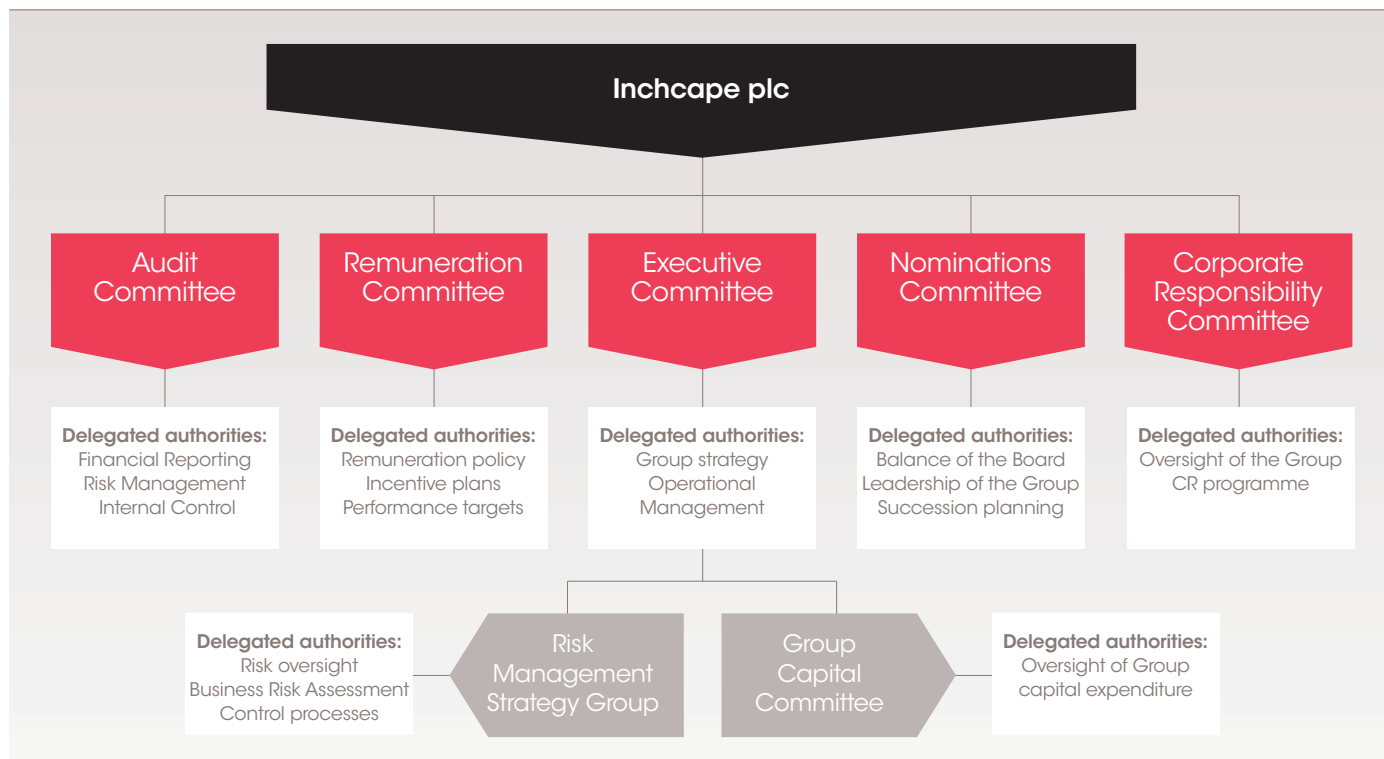 Inchcape plc
Audit
Committee
Remuneration
Committee
Executive
Committee
Nominations
Committee
Corporate
Responsibility
Committee
Delegated authorities:
Financial Reporting
Risk Management
Internal Control
Delegated authorities:
Remuneration policy
Incentive plans
Performance targets
Delegated authorities:
Group strategy
Operational
Management
Delegated authorities:
Balance of the Board
Leadership of the Group
Succession planning
Delegated authorities:
Oversight of the Group
CR programme
Delegated authorities:
Risk oversight
Business Risk Assessment
Control processes
Risk
Management
Strategy Group
Group
Capital
Committee
Delegated authorities:
Oversight of Group
capital expenditure